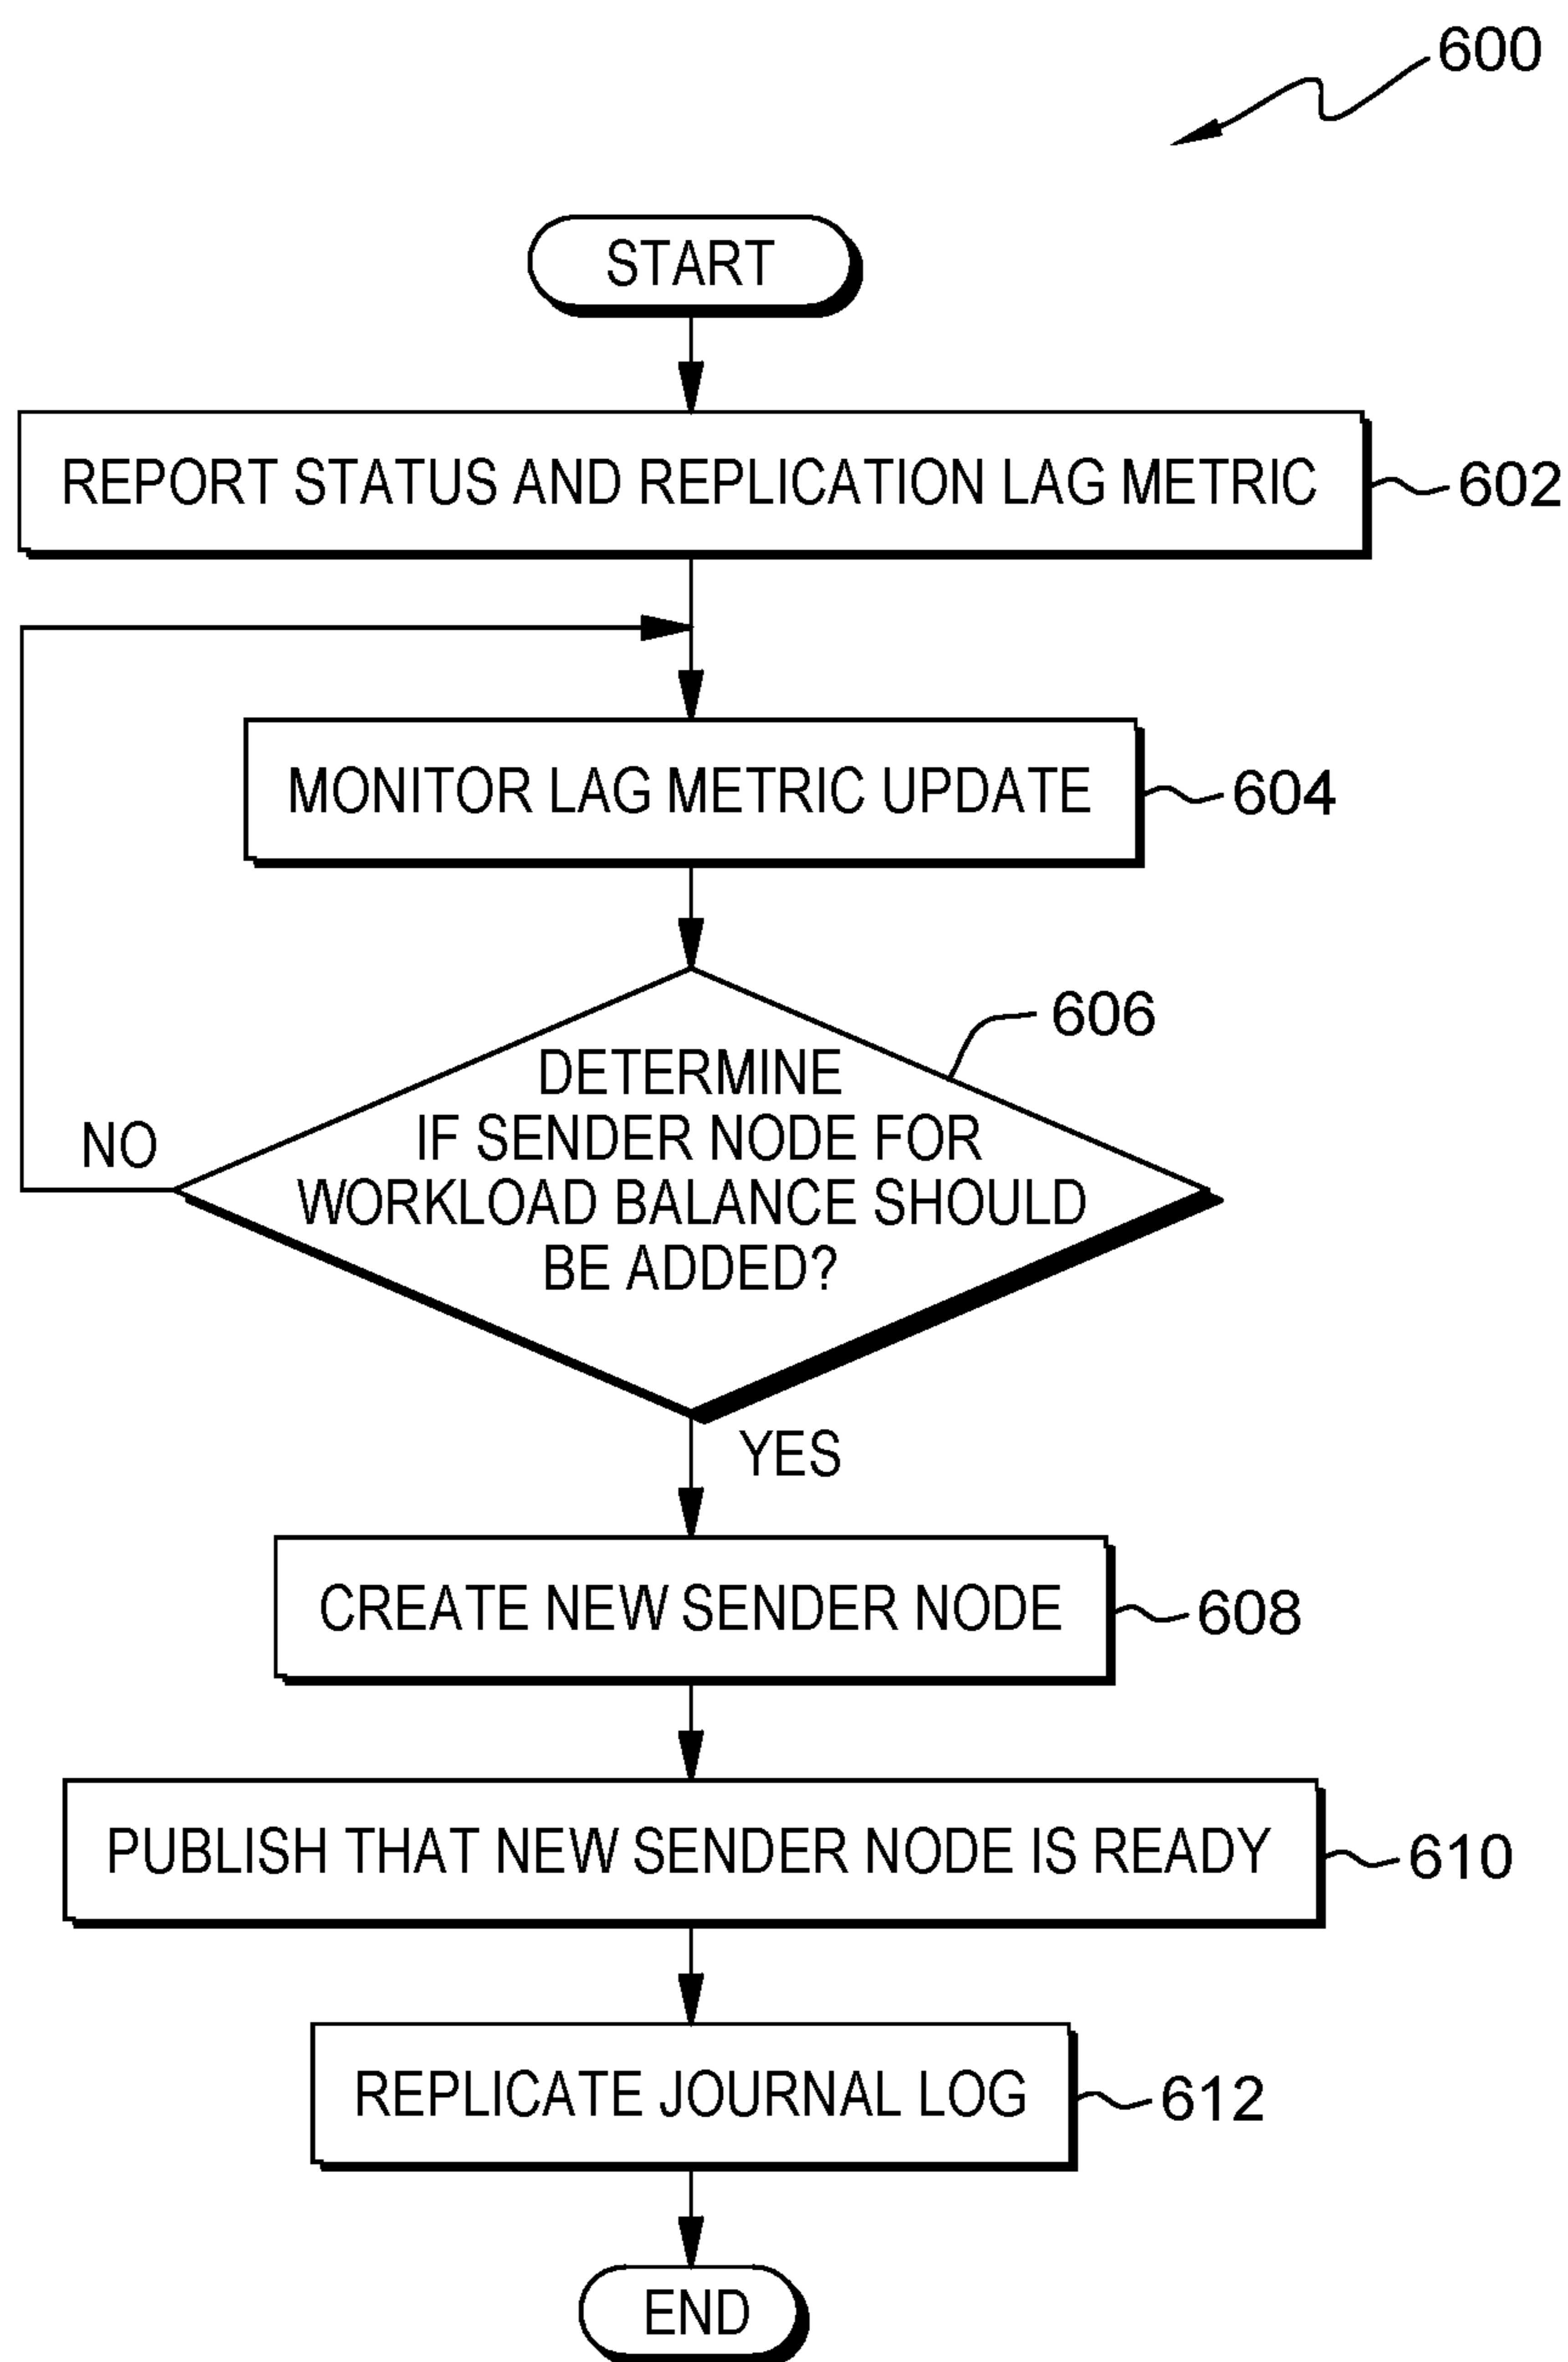 600
START
REPORT STATUS AND REPLICATION LAG METRIC
602
MONITOR LAG METRIC UPDATE
604
606
DETERMINE
IF SENDER NODE FOR
WORKLOAD BALANCE SHOULD
BE ADDED?
NO
YES
CREATE NEW SENDER NODE
608
PUBLISH THAT NEW SENDER NODE IS READY
610
REPLICATE JOURNAL LOG
612
END